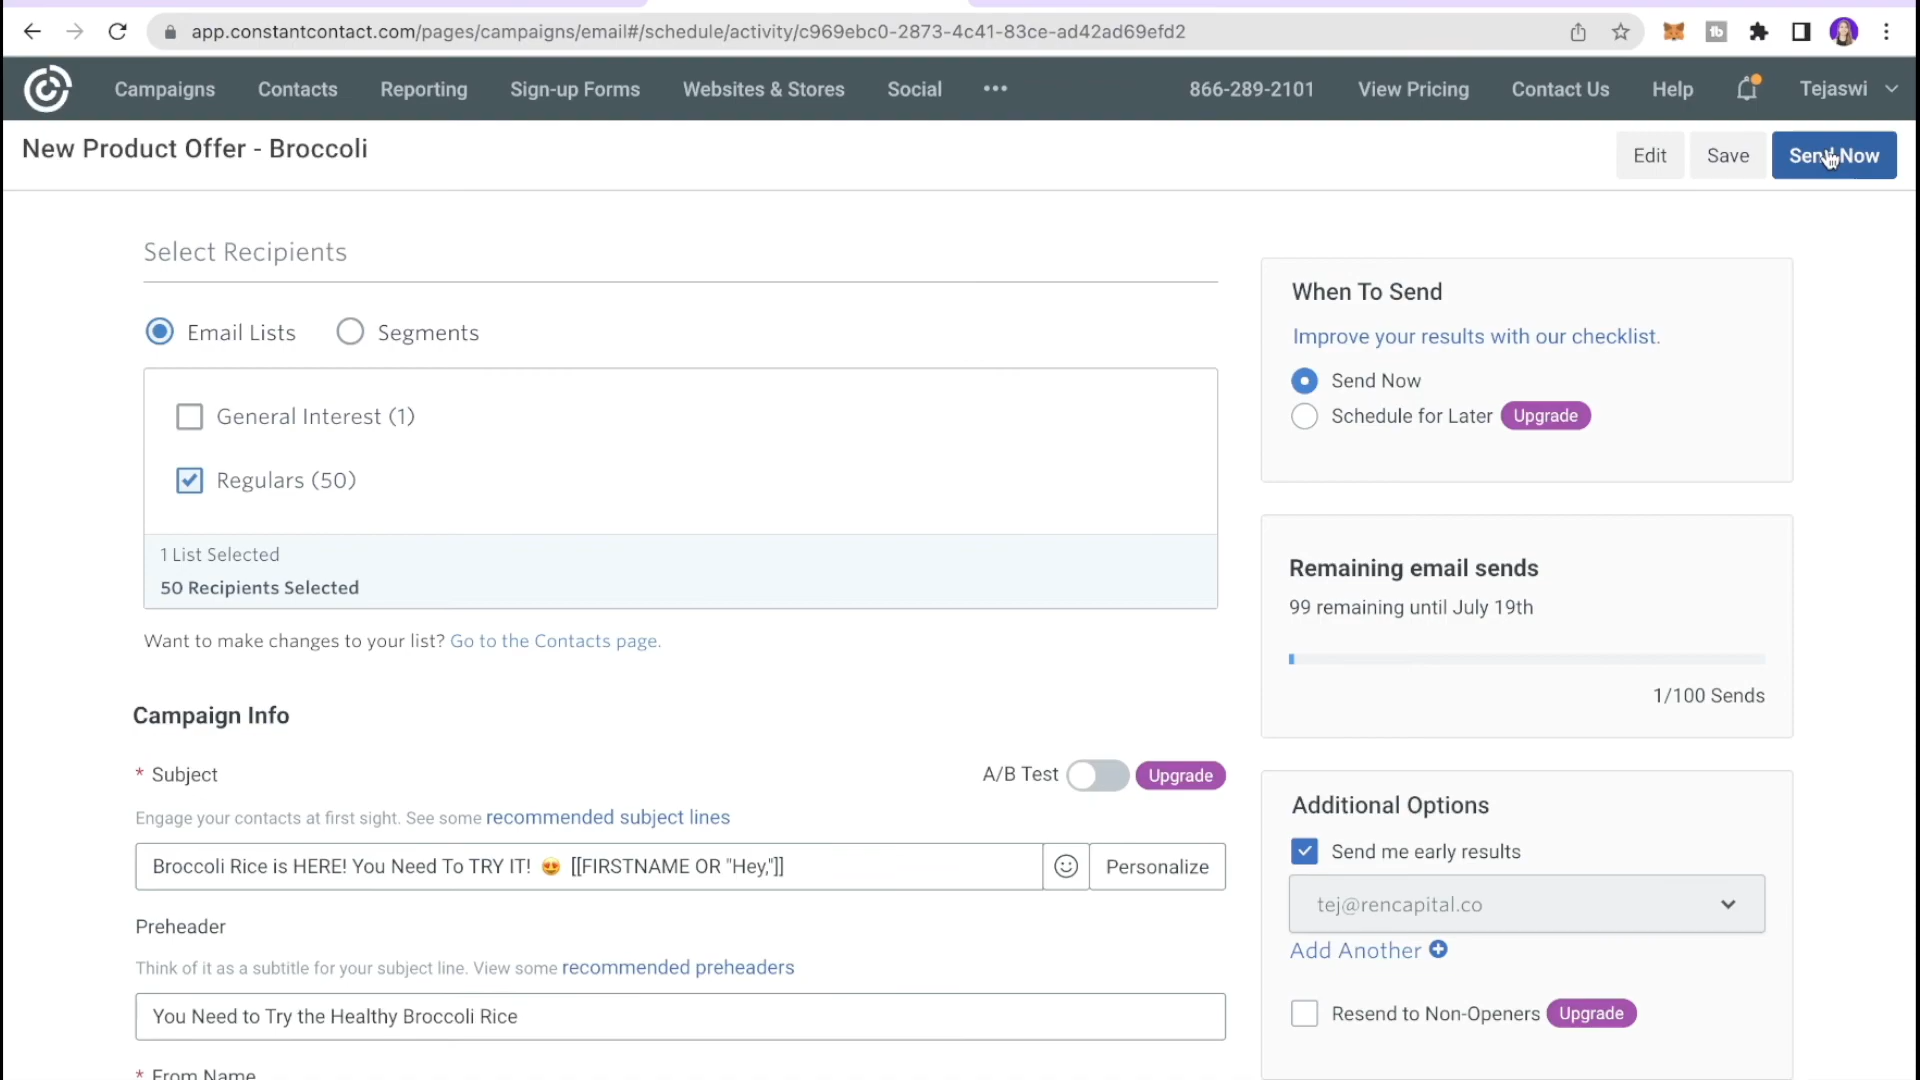 app.constantcontact.com/pages/campaigns/email#/schedule/activity/c969ebc0-2873-4c41-83ce-ad42ad69efd2
Campaigns Contacts Reporting Sign-up Forms Websites & Stores Social ••• 866-289-2101 View Pricing Contact Us Help Tejaswi
New Product Offer - Broccoli
Edit Save Send Now
Select Recipients
Email Lists Segments
General Interest (1)
Regulars (50)
1 List Selected
50 Recipients Selected
Want to make changes to your list? Go to the Contacts page.
Campaign Info
* Subject
A/B Test Upgrade
Engage your contacts at first sight. See some recommended subject lines
Broccoli Rice is HERE! You Need To TRY IT! 😍 [[FIRSTNAME OR "Hey,"]]
Personalize
Preheader
Think of it as a subtitle for your subject line. View some recommended preheaders
You Need to Try the Healthy Broccoli Rice
* From Name
When To Send
Improve your results with our checklist.
Send Now
Schedule for Later Upgrade
Remaining email sends
99 remaining until July 19th
1/100 Sends
Additional Options
Send me early results
tej@rencapital.co
Add Another
Resend to Non-Openers Upgrade